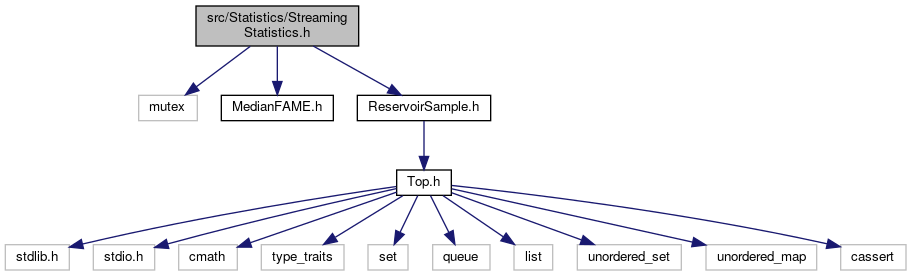 src/Statistics/Streaming
Statistics.h
mutex
MedianFAME.h
ReservoirSample.h
Top.h
stdlib.h
stdio.h
cmath
type_traits
set
queue
list
unordered_set
unordered_map
cassert